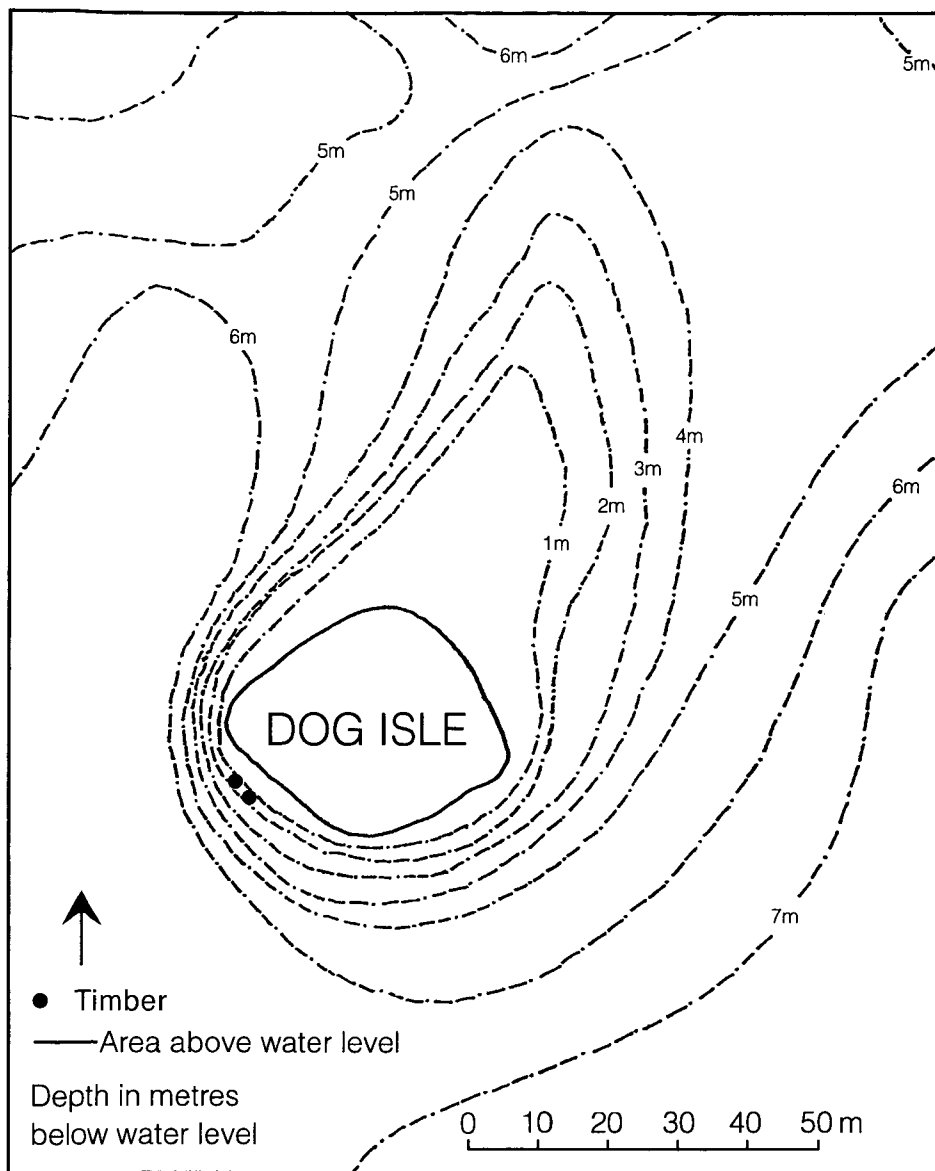 6m
5m
5m
5m
6m
4m
6m
3m
2m
1m
5m
DOG ISLE
7m
Timber
Area above water level
Depth in metres
below water level
0 10 20 30 40 50 m